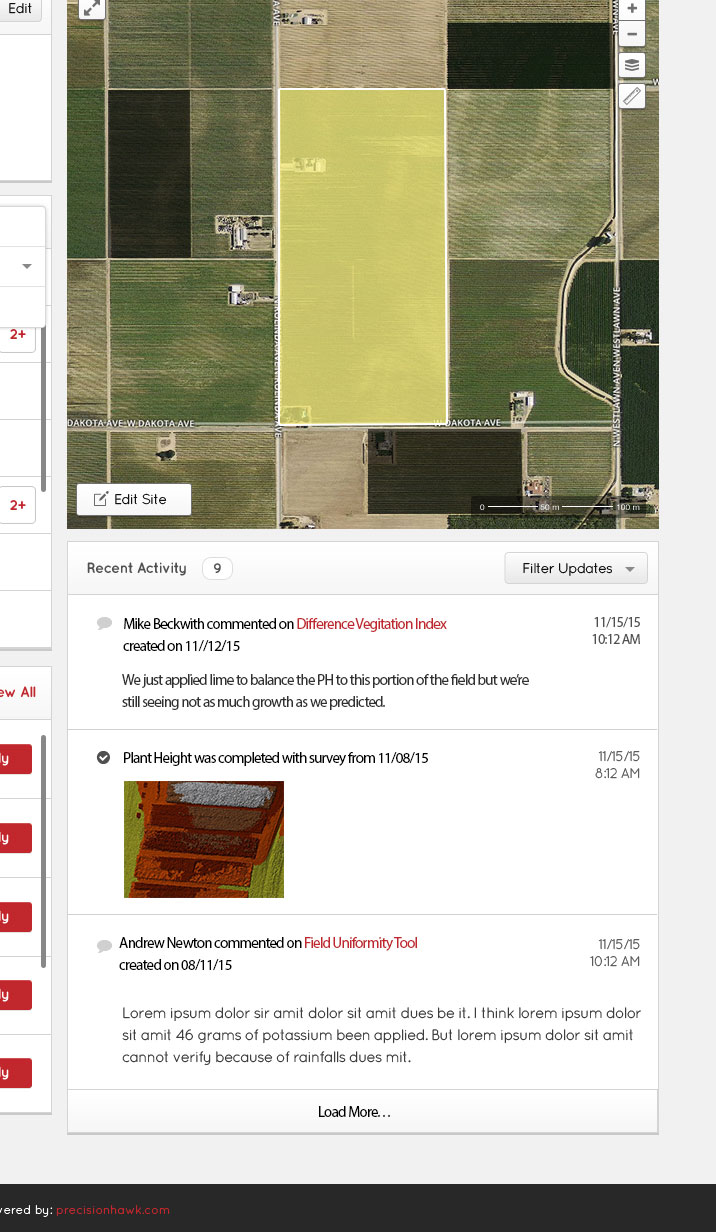 Edit
2+
2+
ew All
ly
ly
ly
ly
ly
+
−
DAKOTA AVE W DAKOTA AVE
W DAKOTA AVE
N WESTLAWN AVE N WESTLAWN AVE
Edit Site
0 50 m 100 m
Recent Activity 9 Filter Updates
Mike Beckwith commented on Difference Vegitation Index 11/15/15
created on 11//12/15 10:12 AM
We just applied lime to balance the PH to this portion of the field but we're
still seeing not as much growth as we predicted.
Plant Height was completed with survey from 11/08/15 11/15/15
8:12 AM
Andrew Newton commented on Field Uniformity Tool 11/15/15
created on 08/11/15 10:12 AM
Lorem ipsum dolor sir amit dolor sit amit dues be it. I think lorem ipsum dolor
sit amit 46 grams of potassium been applied. But lorem ipsum dolor sit amit
cannot verify because of rainfalls dues mit.
Load More...
vered by: precisionhawk.com